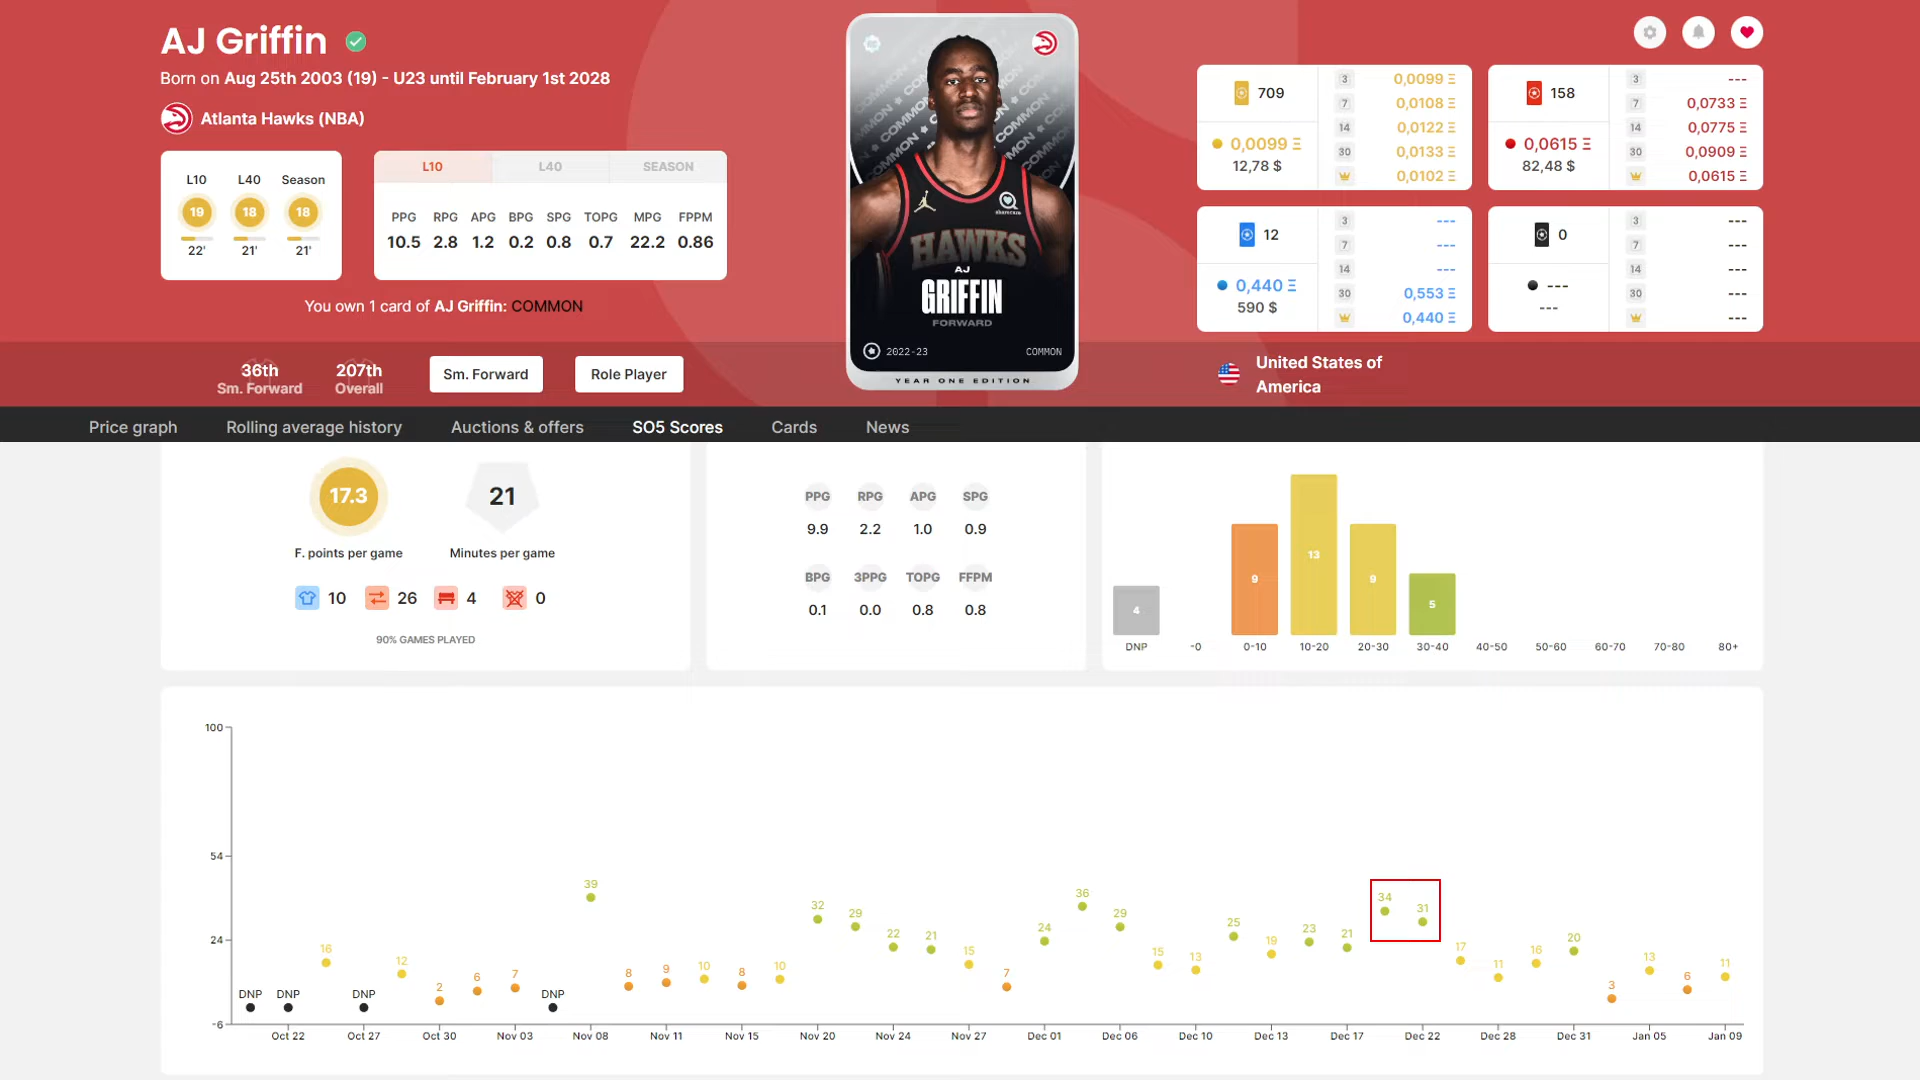 AJ Griffin
Born on Aug 25th 2003 (19) - U23 until February 1st 2028
Atlanta Hawks (NBA)
L10 L40 Season
19 18 18
22' 21' 21'
L10 L40 SEASON
PPG RPG APG BPG SPG TOPG MPG FPPM
10.5 2.8 1.2 0.2 0.8 0.7 22.2 0.86
You own 1 card of AJ Griffin: COMMON
36th
Sm. Forward
207th
Overall
Sm. Forward
Role Player
COMMON
HAWKS
sharecare
AJ
GRIFFIN
FORWARD
2022-23 COMMON
YEAR ONE EDITION
709
0,0099 Ξ
12,78 $
3 0,0099 Ξ
7 0,0108 Ξ
14 0,0122 Ξ
30 0,0133 Ξ
0,0102 Ξ
158
0,0615 Ξ
82,48 $
3 ---
7 0,0733 Ξ
14 0,0775 Ξ
30 0,0909 Ξ
0,0615 Ξ
12
0,440 Ξ
590 $
3 ---
7 ---
14 ---
30 0,553 Ξ
0,440 Ξ
0
---
---
3 ---
7 ---
14 ---
30 ---
---
United States of
America
Price graph Rolling average history Auctions & offers SO5 Scores Cards News
17.3 21
F. points per game Minutes per game
10 26 4 0
90% GAMES PLAYED
PPG RPG APG SPG
9.9 2.2 1.0 0.9
BPG 3PPG TOPG FFPM
0.1 0.0 0.8 0.8
4 9 13 9 5
DNP -0 0-10 10-20 20-30 30-40 40-50 50-60 60-70 70-80 80+
100
54
24
-6
DNP DNP 16 DNP 12 2 6 7 DNP 39 8 9 10 8 10 32 29 22 21 15 7 24 36 29 15 13 25 19 23 21 34 31 17 11 16 20 3 13 6 11
Oct 22 Oct 27 Oct 30 Nov 03 Nov 08 Nov 11 Nov 15 Nov 20 Nov 24 Nov 27 Dec 01 Dec 06 Dec 10 Dec 13 Dec 17 Dec 22 Dec 28 Dec 31 Jan 05 Jan 09